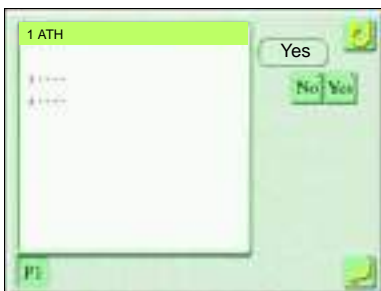 1 ATH
Yes
No Yes
P1